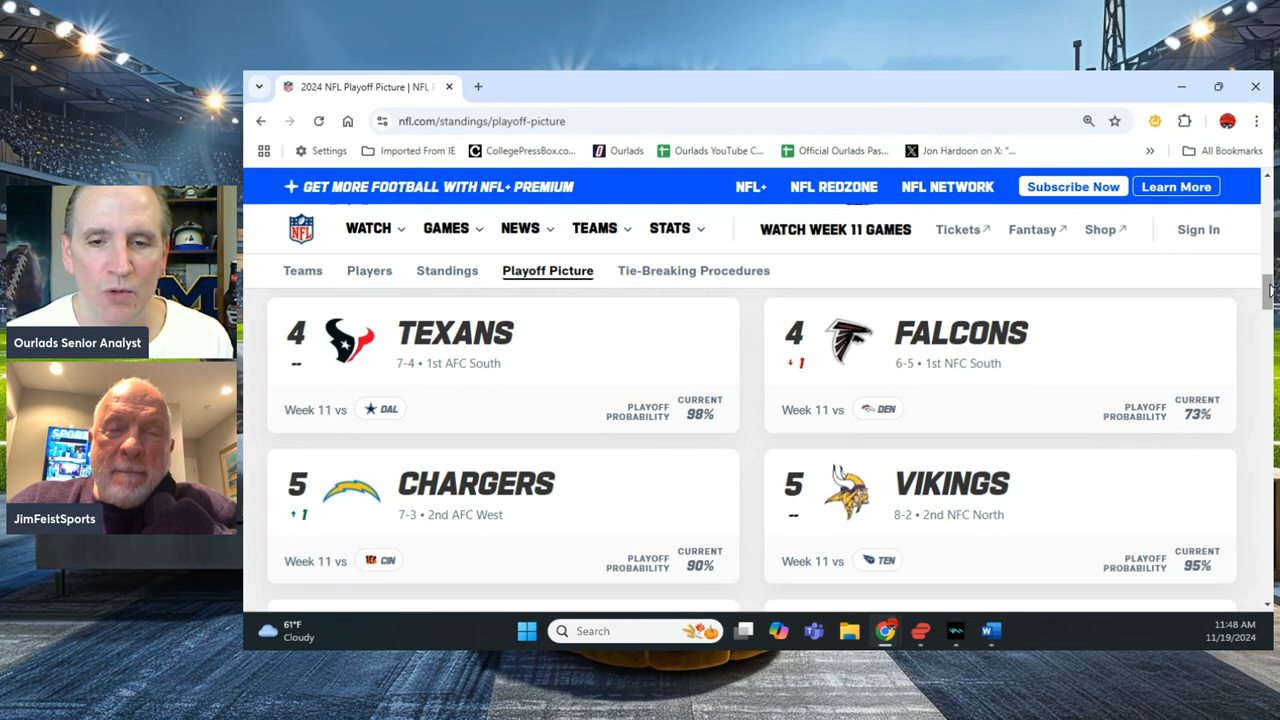 2024 NFL Playoff Picture | NFL
nfl.com/standings/playoff-picture
Settings
Imported From IE
CollegePressBox.co...
Ourlads
Ourlads YouTube C...
Official Ourlads Pas...
Jon Hardoon on X: "...
All Bookmarks
GET MORE FOOTBALL WITH NFL+ PREMIUM
NFL+
NFL REDZONE
NFL NETWORK
Subscribe Now
Learn More
NFL
WATCH
GAMES
NEWS
TEAMS
STATS
WATCH WEEK 11 GAMES
Tickets
Fantasy
Shop
Sign In
Teams
Players
Standings
Playoff Picture
Tie-Breaking Procedures
4
--
TEXANS
7-4 • 1st AFC South
Week 11 vs
DAL
PLAYOFF
PROBABILITY
CURRENT
98%
4
1
FALCONS
6-5 • 1st NFC South
Week 11 vs
DEN
PLAYOFF
PROBABILITY
CURRENT
73%
5
1
CHARGERS
7-3 • 2nd AFC West
Week 11 vs
CIN
PLAYOFF
PROBABILITY
CURRENT
90%
5
--
VIKINGS
8-2 • 2nd NFC North
Week 11 vs
TEN
PLAYOFF
PROBABILITY
CURRENT
95%
Ourlads Senior Analyst
JimFeistSports
61°F
Cloudy
Search
11:48 AM
11/19/2024